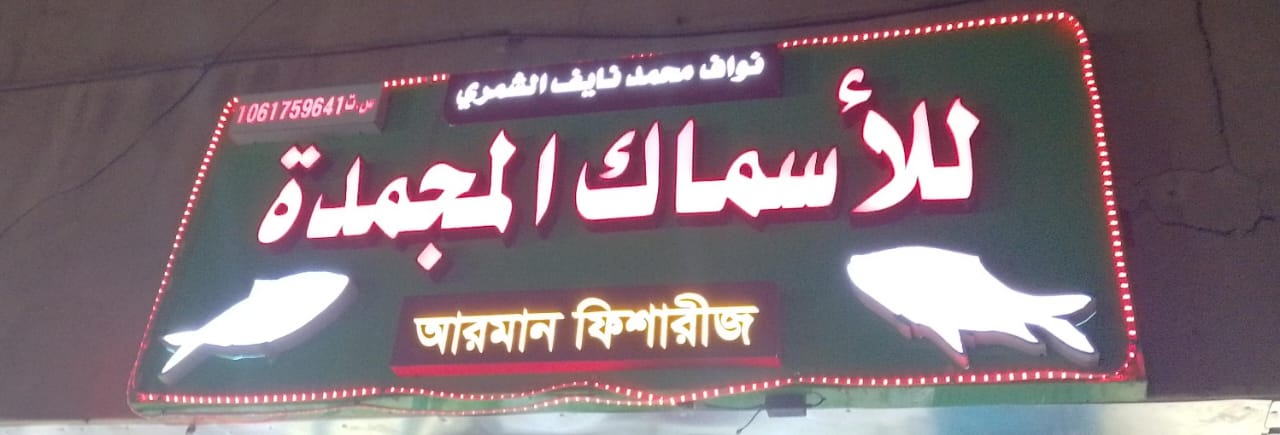 نواف محمد نايف الشمري
س.ت 1061759641
للأسماك المجمدة
আরমান ফিশারীজ